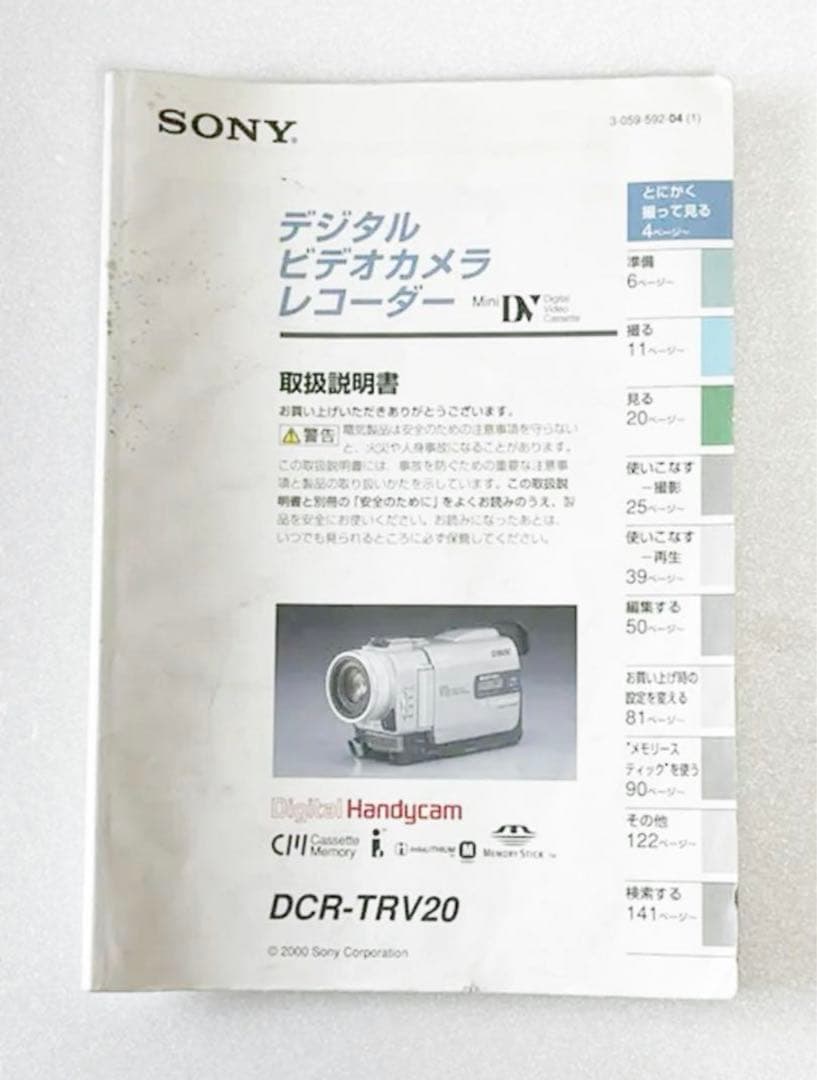 SONY®
3-059-592-04 (1)
デジタル
ビデオカメラ
レコーダー
Mini DV Digital
Video
Cassette
取扱説明書
お買い上げいただきありがとうございます。
警告 電気製品は安全のための注意事項を守らない
と、火災や人身事故になることがあります。
この取扱説明書には、事故を防ぐための重要な注意事
項と製品の取り扱いかたを示しています。この取扱説
明書と別冊の「安全のために」をよくお読みのうえ、製
品を安全にお使いください。お読みになったあとは、
いつでも見られるところに必ず保管してください。
SONY
Digital Handycam
Cassette
Memory
InfoLITHIUM
M
MEMORY STICK™
DCR-TRV20
© 2000 Sony Corporation
とにかく
撮って見る
4ページ〜
準備
6ページ〜
撮る
11ページ〜
見る
20ページ〜
使いこなす
−撮影
25ページ〜
使いこなす
−再生
39ページ〜
編集する
50ページ〜
お買い上げ時の
設定を変える
81ページ〜
“メモリース
ティック”を使う
90ページ〜
その他
122ページ〜
検索する
141ページ〜